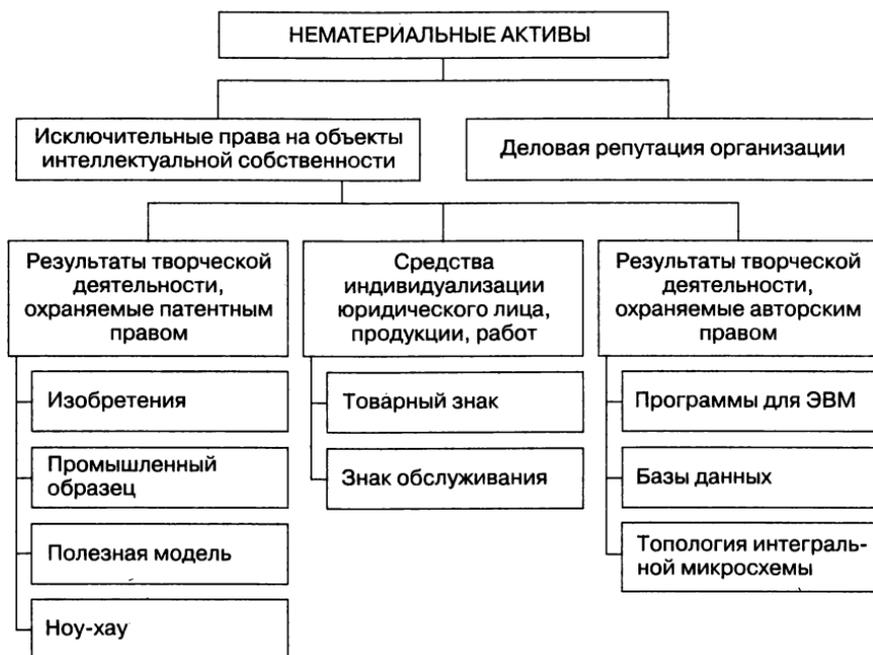 НЕМАТЕРИАЛЬНЫЕ АКТИВЫ
Исключительные права на объекты
интеллектуальной собственности
Деловая репутация организации
Результаты творческой
деятельности,
охраняемые патентным
правом
Изобретения
Промышленный
образец
Полезная модель
Ноу-хау
Средства
индивидуализации
юридического лица,
продукции, работ
Товарный знак
Знак обслуживания
Результаты творческой
деятельности,
охраняемые авторским
правом
Программы для ЭВМ
Базы данных
Топология интеграль-
ной микросхемы